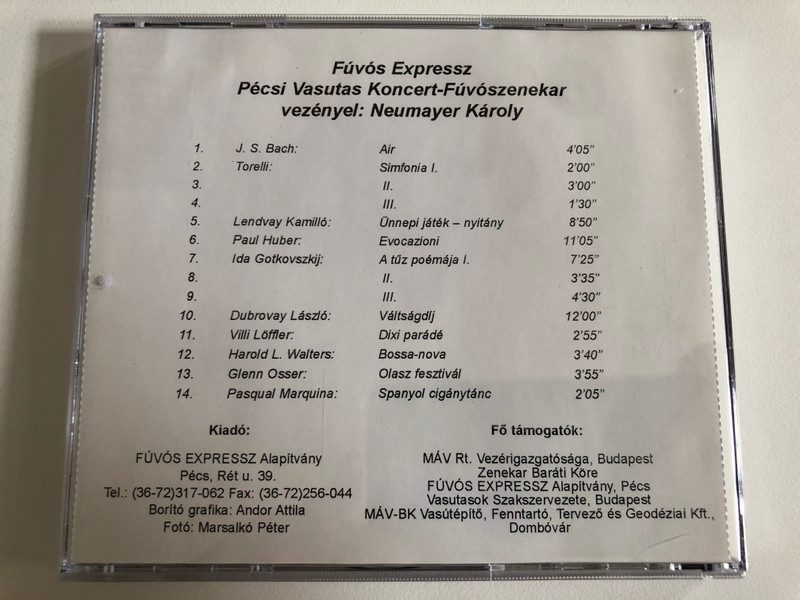 Fúvós Expressz
Pécsi Vasutas Koncert-Fúvószenekar
vezényel: Neumayer Károly
1. J. S. Bach: Air 4'05"
2. Torelli: Simfonia I. 2'00"
3. II. 3'00"
4. III. 1'30"
5. Lendvay Kamilló: Ünnepi játék – nyitány 8'50"
6. Paul Huber: Evocazioni 11'05"
7. Ida Gotkovszkij: A tűz poémája I. 7'25"
8. II. 3'35"
9. III. 4'30"
10. Dubrovay László: Váltságdíj 12'00"
11. Villi Löffler: Dixi parádé 2'55"
12. Harold L. Walters: Bossa-nova 3'40"
13. Glenn Osser: Olasz fesztivál 3'55"
14. Pasqual Marquina: Spanyol cigánytánc 2'05"
Kiadó:
FÚVÓS EXPRESSZ Alapítvány
Pécs, Rét u. 39.
Tel.: (36-72)317-062 Fax: (36-72)256-044
Borító grafika: Andor Attila
Fotó: Marsalkó Péter
Fő támogatók:
MÁV Rt. Vezérigazgatósága, Budapest
Zenekar Baráti Köre
FÚVÓS EXPRESSZ Alapítvány, Pécs
Vasutasok Szakszervezete, Budapest
MÁV-BK Vasútépítő, Fenntartó, Tervező és Geodéziai Kft.,
Dombóvár